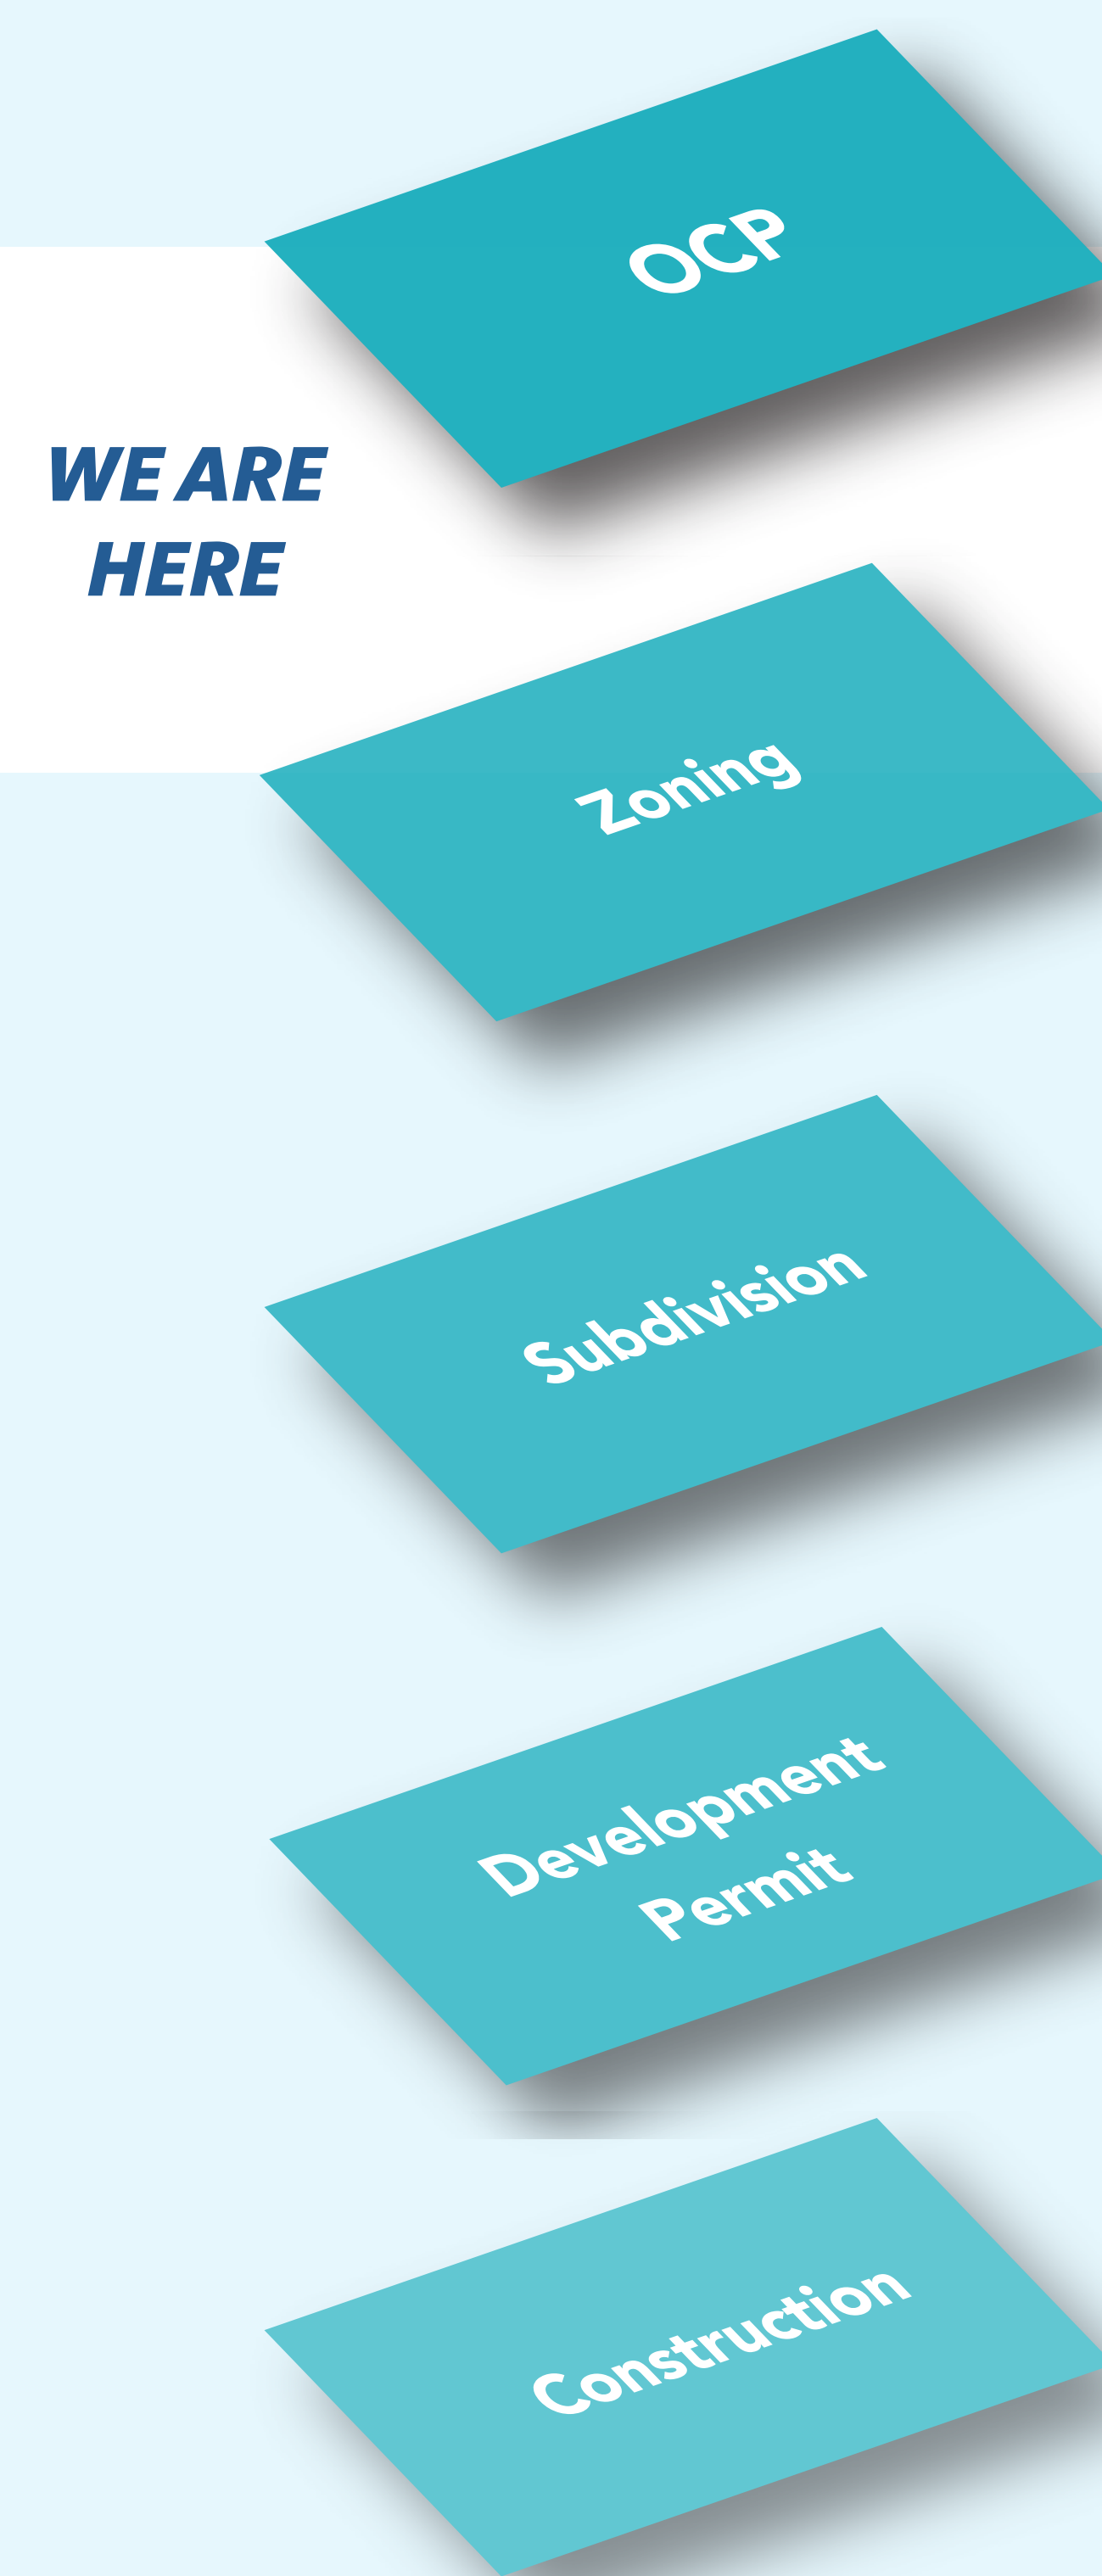 OCP
WE ARE
HERE
Zoning
Subdivision
Development
Permit
Construction